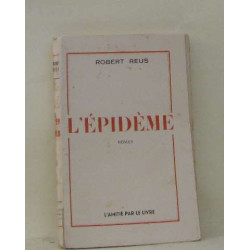 ROBERT REUS
L'ÉPIDÈME
ROMAN
L'AMITIÉ PAR LE LIVRE